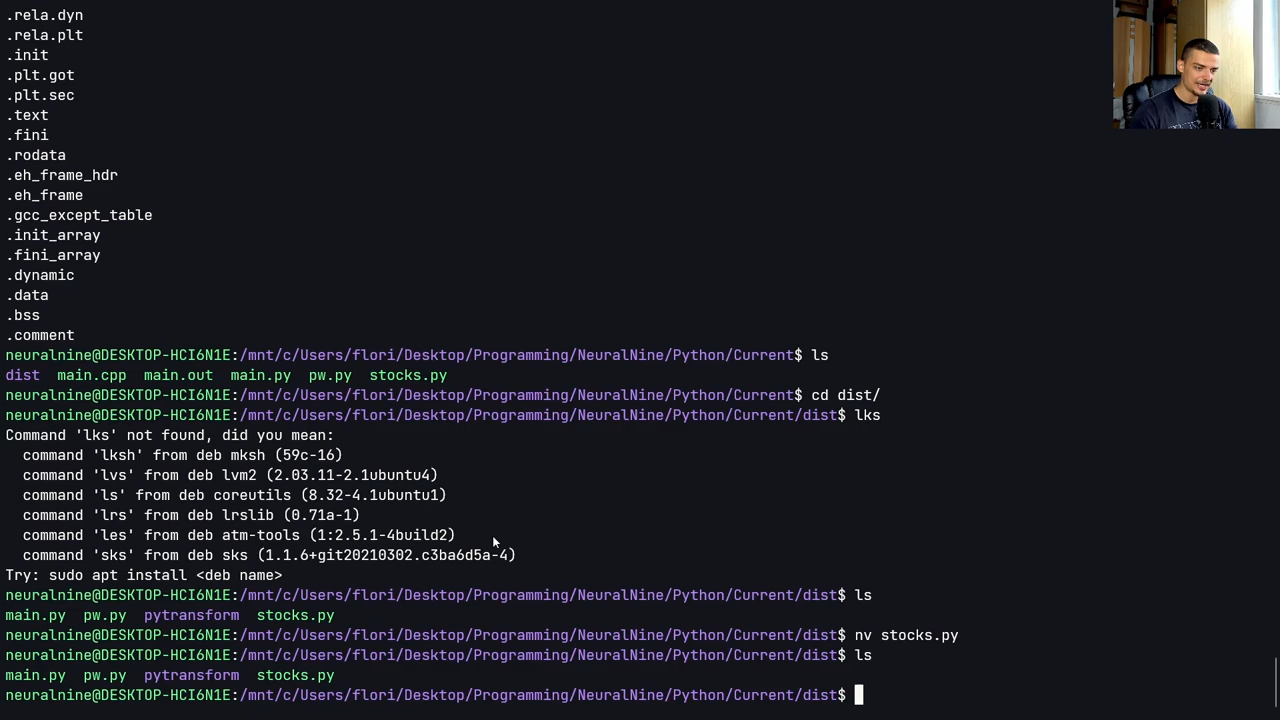 .rela.dyn
.rela.plt
.init
.plt.got
.plt.sec
.text
.fini
.rodata
.eh_frame_hdr
.eh_frame
.gcc_except_table
.init_array
.fini_array
.dynamic
.data
.bss
.comment
neuralnine@DESKTOP-HCI6N1E:/mnt/c/Users/flori/Desktop/Programming/NeuralNine/Python/Current$ ls
dist  main.cpp  main.out  main.py  pw.py  stocks.py
neuralnine@DESKTOP-HCI6N1E:/mnt/c/Users/flori/Desktop/Programming/NeuralNine/Python/Current$ cd dist/
neuralnine@DESKTOP-HCI6N1E:/mnt/c/Users/flori/Desktop/Programming/NeuralNine/Python/Current/dist$ lks
Command 'lks' not found, did you mean:
  command 'lksh' from deb mksh (59c-16)
  command 'lvs' from deb lvm2 (2.03.11-2.1ubuntu4)
  command 'ls' from deb coreutils (8.32-4.1ubuntu1)
  command 'lrs' from deb lrslib (0.71a-1)
  command 'les' from deb atm-tools (1:2.5.1-4build2)
  command 'sks' from deb sks (1.1.6+git20210302.c3ba6d5a-4)
Try: sudo apt install <deb name>
neuralnine@DESKTOP-HCI6N1E:/mnt/c/Users/flori/Desktop/Programming/NeuralNine/Python/Current/dist$ ls
main.py  pw.py  pytransform  stocks.py
neuralnine@DESKTOP-HCI6N1E:/mnt/c/Users/flori/Desktop/Programming/NeuralNine/Python/Current/dist$ nv stocks.py
neuralnine@DESKTOP-HCI6N1E:/mnt/c/Users/flori/Desktop/Programming/NeuralNine/Python/Current/dist$ ls
main.py  pw.py  pytransform  stocks.py
neuralnine@DESKTOP-HCI6N1E:/mnt/c/Users/flori/Desktop/Programming/NeuralNine/Python/Current/dist$